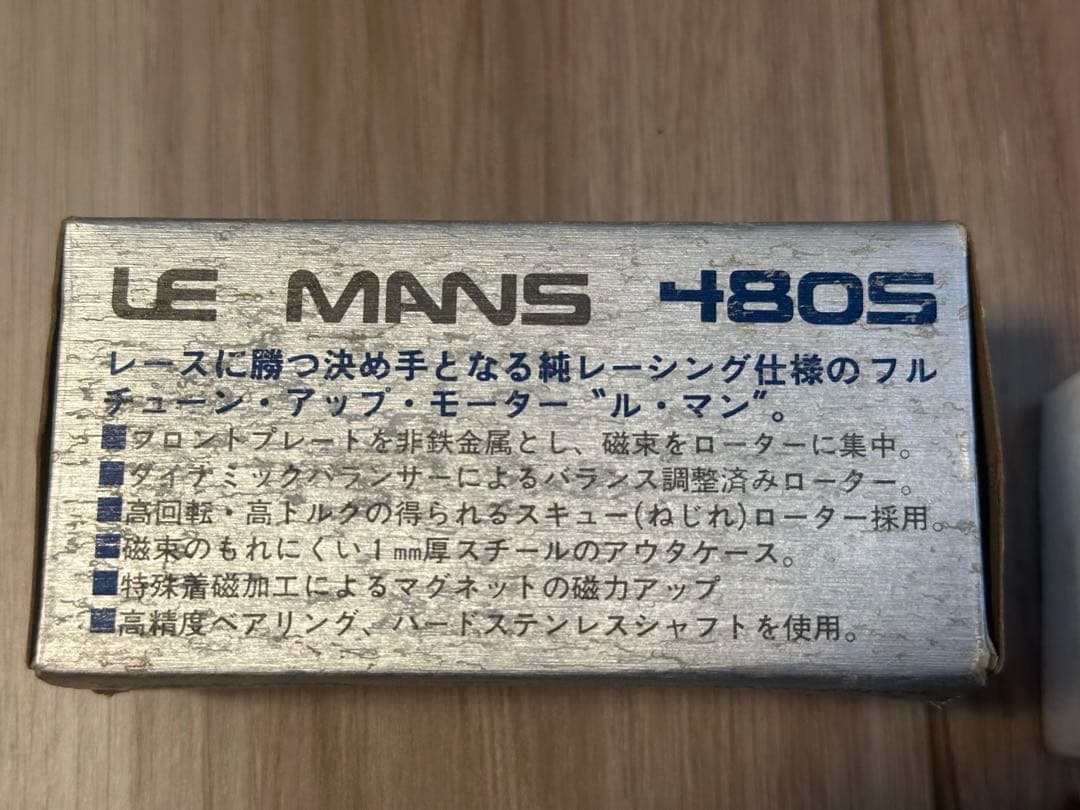 LE MANS 480S
レースに勝つ決め手となる純レーシング仕様のフル
チューン・アップ・モーター〝ル・マン〞。
■フロントプレートを非鉄金属とし、磁束をローターに集中。
■ダイナミックバランサーによるバランス調整済みローター。
■高回転・高トルクの得られるスキュー(ねじれ)ローター採用。
■磁束のもれにくい1mm厚スチールのアウタケース。
■特殊着磁加工によるマグネットの磁力アップ
■高精度ベアリング、ハードステンレスシャフトを使用。